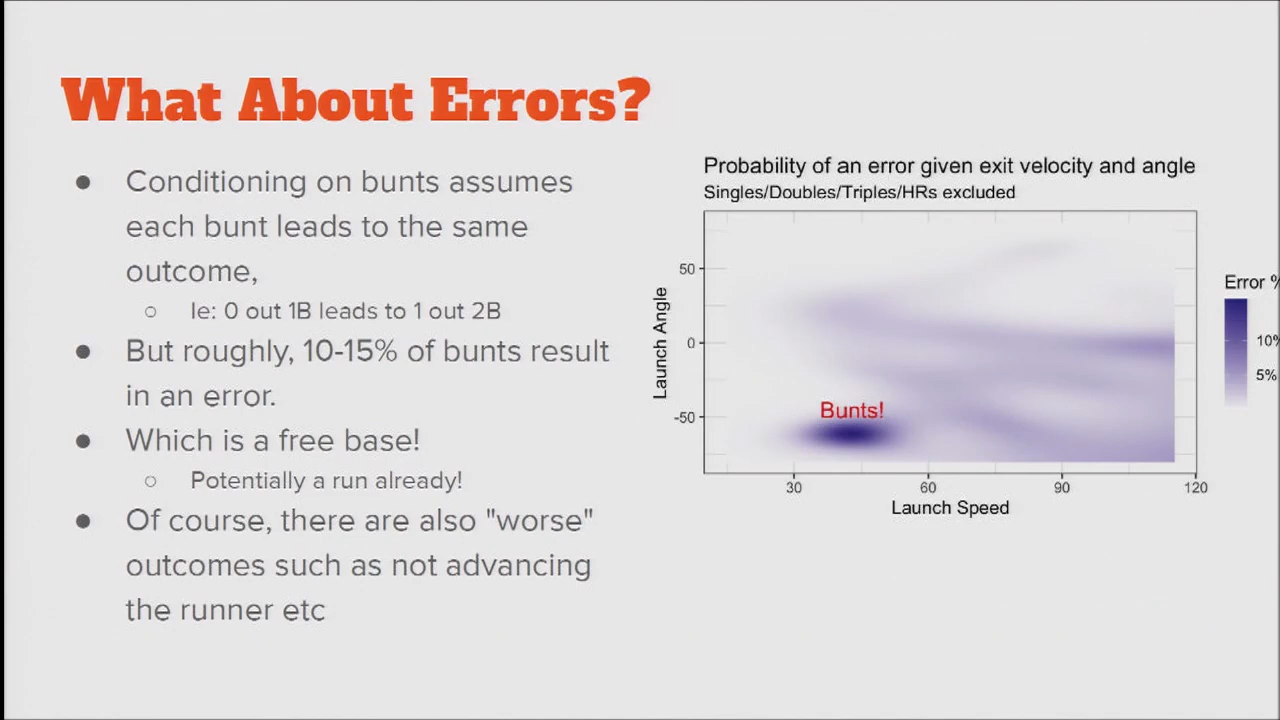 What About Errors?
● Conditioning on bunts assumes
each bunt leads to the same
outcome,
○ Ie: 0 out 1B leads to 1 out 2B
● But roughly, 10-15% of bunts result
in an error.
● Which is a free base!
○ Potentially a run already!
● Of course, there are also "worse"
outcomes such as not advancing
the runner etc
Probability of an error given exit velocity and angle
Singles/Doubles/Triples/HRs excluded
Launch Angle
50
0
-50
Bunts!
30 60 90 120
Launch Speed
Error %
10%
5%